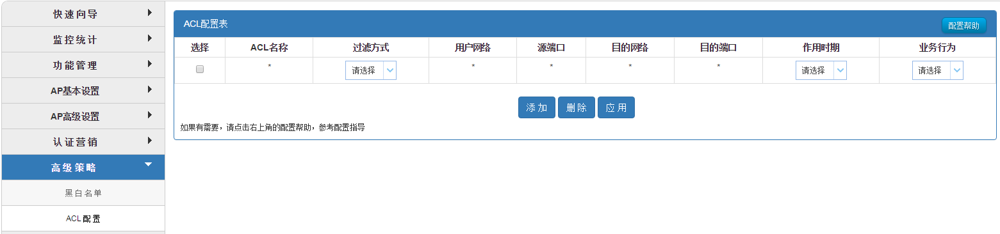 快速向导
监控统计
功能管理
AP基本设置
AP高级设置
认证营销
高级策略
黑白名单
ACL配置
ACL配置表
配置帮助
选择 ACL名称 过滤方式 用户网络 源端口 目的网络 目的端口 作用时期 业务行为
* 请选择 * * * * 请选择 请选择
添加 删除 应用
如果有需要，请点击右上角的配置帮助，参考配置指导